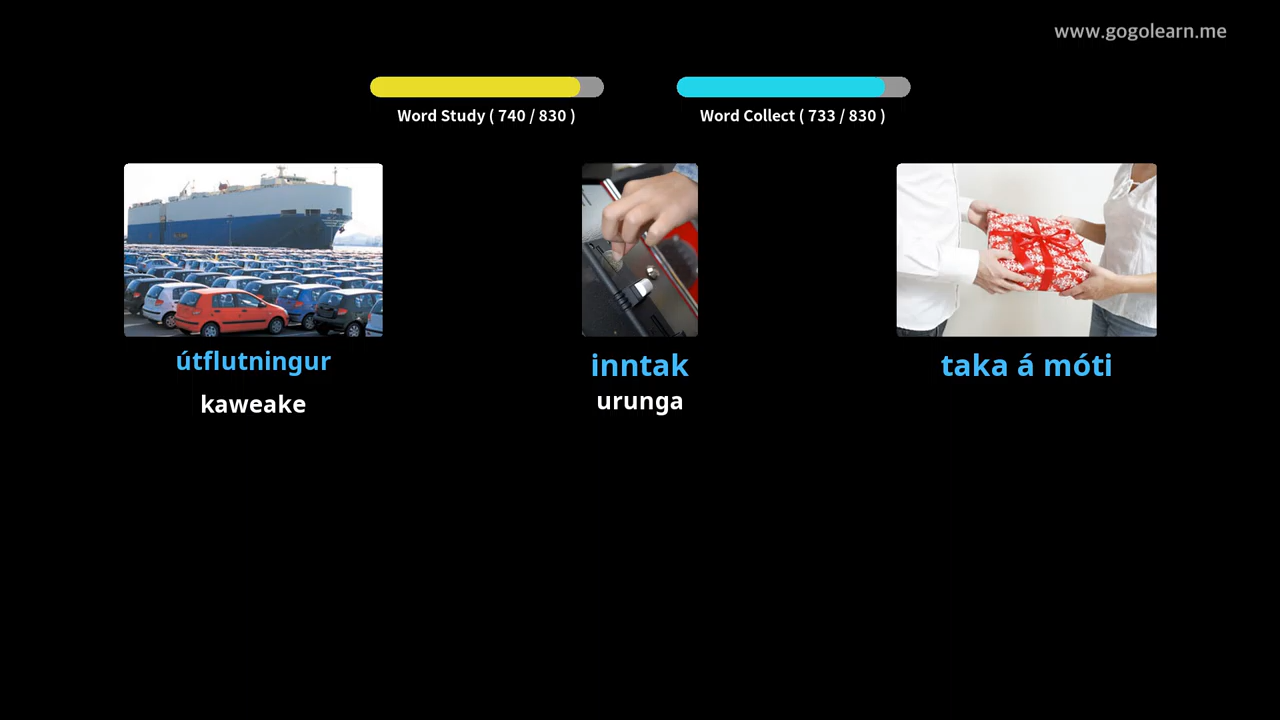 www.gogolearn.me
Word Study ( 740 / 830 )
Word Collect ( 733 / 830 )
útflutningur
kaweake
inntak
urunga
taka á móti